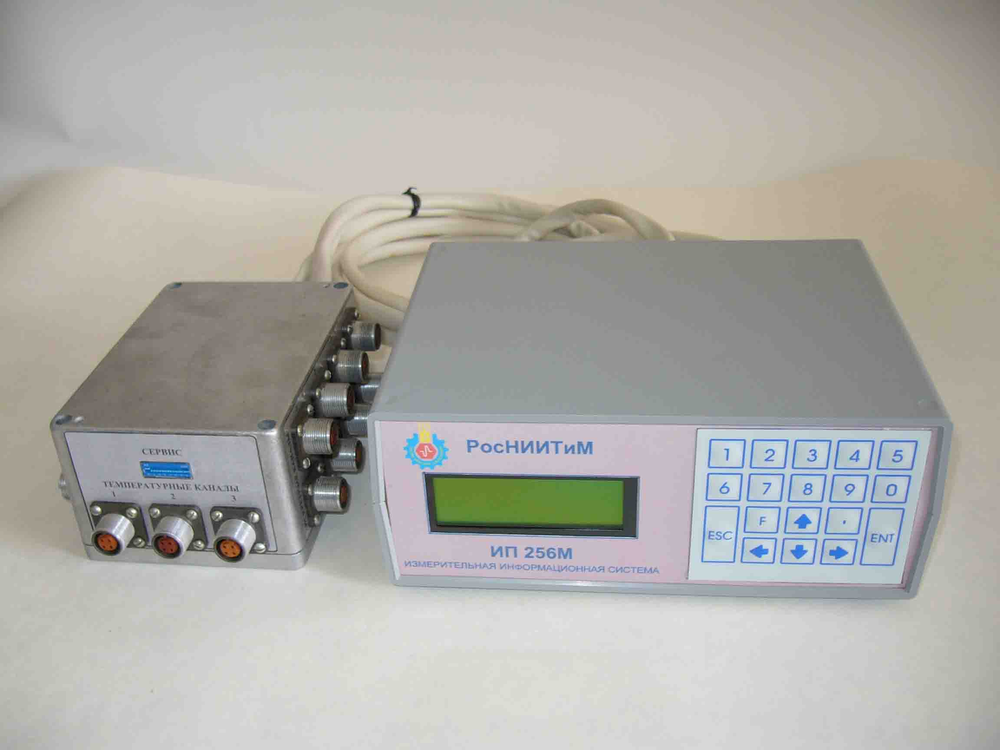 СЕРВИС
ТЕМПЕРАТУРНЫЕ КАНАЛЫ
1 2 3
РосНИИТиМ
ИП 256М
ИЗМЕРИТЕЛЬНАЯ ИНФОРМАЦИОННАЯ СИСТЕМА
1 2 3 4 5
6 7 8 9 0
ESC F . ENT